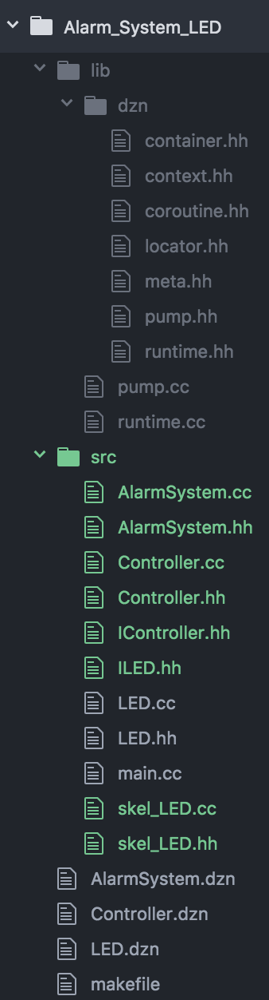 Alarm_System_LED
lib
dzn
container.hh
context.hh
coroutine.hh
locator.hh
meta.hh
pump.hh
runtime.hh
pump.cc
runtime.cc
src
AlarmSystem.cc
AlarmSystem.hh
Controller.cc
Controller.hh
IController.hh
ILED.hh
LED.cc
LED.hh
main.cc
skel_LED.cc
skel_LED.hh
AlarmSystem.dzn
Controller.dzn
LED.dzn
makefile